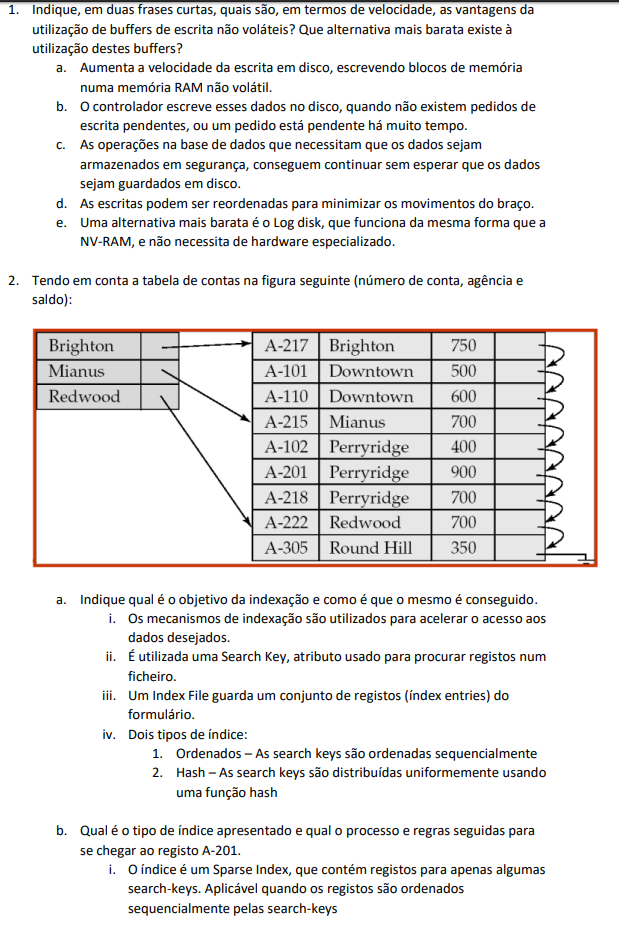 1. Indique, em duas frases curtas, quais são, em termos de velocidade, as vantagens da
utilização de buffers de escrita não voláteis? Que alternativa mais barata existe à
utilização destes buffers?
a. Aumenta a velocidade da escrita em disco, escrevendo blocos de memória
numa memória RAM não volátil.
b. O controlador escreve esses dados no disco, quando não existem pedidos de
escrita pendentes, ou um pedido está pendente há muito tempo.
c. As operações na base de dados que necessitam que os dados sejam
armazenados em segurança, conseguem continuar sem esperar que os dados
sejam guardados em disco.
d. As escritas podem ser reordenadas para minimizar os movimentos do braço.
e. Uma alternativa mais barata é o Log disk, que funciona da mesma forma que a
NV-RAM, e não necessita de hardware especializado.
2. Tendo em conta a tabela de contas na figura seguinte (número de conta, agência e
saldo):
Brighton A-217 Brighton 750
Mianus A-101 Downtown 500
Redwood A-110 Downtown 600
A-215 Mianus 700
A-102 Perryridge 400
A-201 Perryridge 900
A-218 Perryridge 700
A-222 Redwood 700
A-305 Round Hill 350
a. Indique qual é o objetivo da indexação e como é que o mesmo é conseguido.
i. Os mecanismos de indexação são utilizados para acelerar o acesso aos
dados desejados.
ii. É utilizada uma Search Key, atributo usado para procurar registos num
ficheiro.
iii. Um Index File guarda um conjunto de registos (índex entries) do
formulário.
iv. Dois tipos de índice:
1. Ordenados – As search keys são ordenadas sequencialmente
2. Hash – As search keys são distribuídas uniformemente usando
uma função hash
b. Qual é o tipo de índice apresentado e qual o processo e regras seguidas para
se chegar ao registo A-201.
i. O índice é um Sparse Index, que contém registos para apenas algumas
search-keys. Aplicável quando os registos são ordenados
sequencialmente pelas search-keys